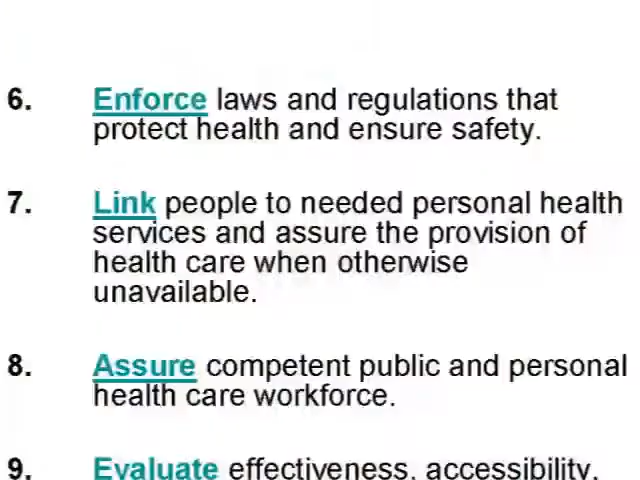 6. Enforce laws and regulations that
protect health and ensure safety.
7. Link people to needed personal health
services and assure the provision of
health care when otherwise
unavailable.
8. Assure competent public and personal
health care workforce.
9. Evaluate effectiveness, accessibility,